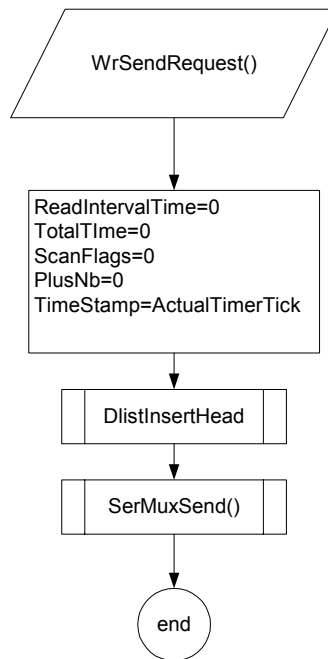 WrSendRequest()
ReadIntervalTime=0
TotalTIme=0
ScanFlags=0
PlusNb=0
TimeStamp=ActualTimerTick
DlistInsertHead
SerMuxSend()
end